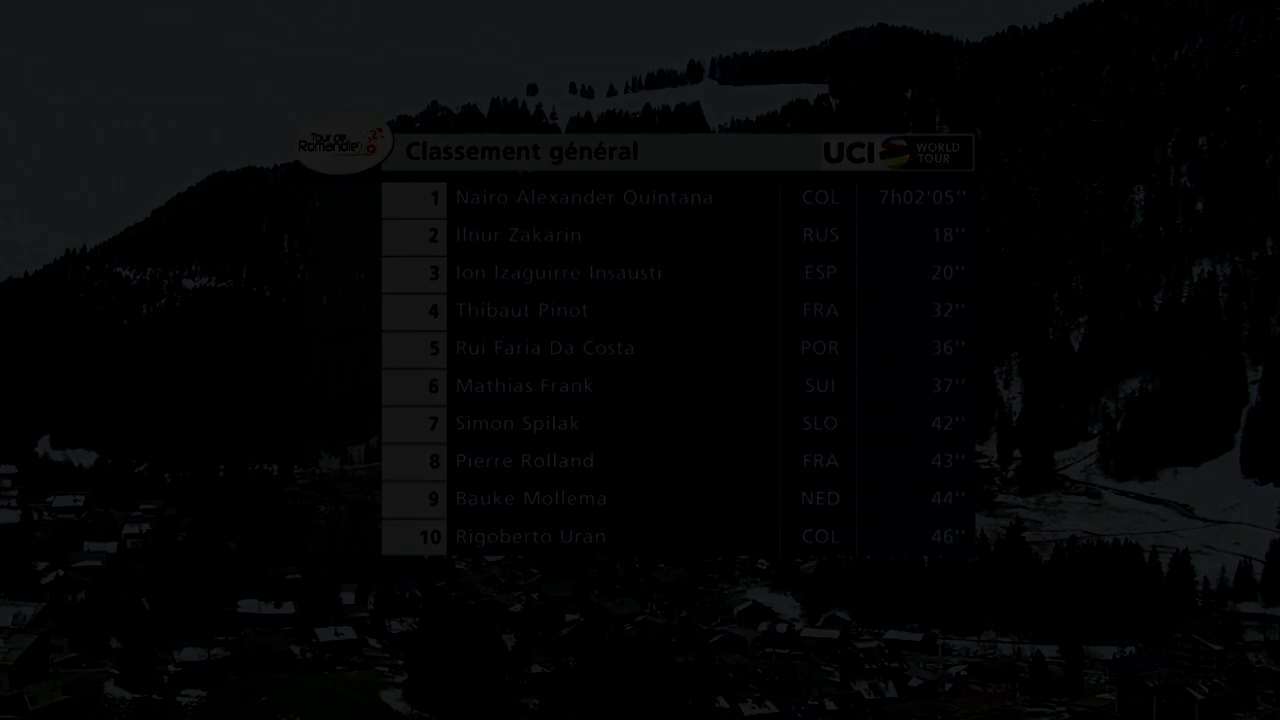 Tour de
Romandie
Classement général
UCI WORLD TOUR
1 Nairo Alexander Quintana COL 7h02'05''
2 Ilnur Zakarin RUS 18''
3 Ion Izaguirre Insausti ESP 20''
4 Thibaut Pinot FRA 32''
5 Rui Faria Da Costa POR 36''
6 Mathias Frank SUI 37''
7 Simon Spilak SLO 42''
8 Pierre Rolland FRA 43''
9 Bauke Mollema NED 44''
10 Rigoberto Uran COL 46''